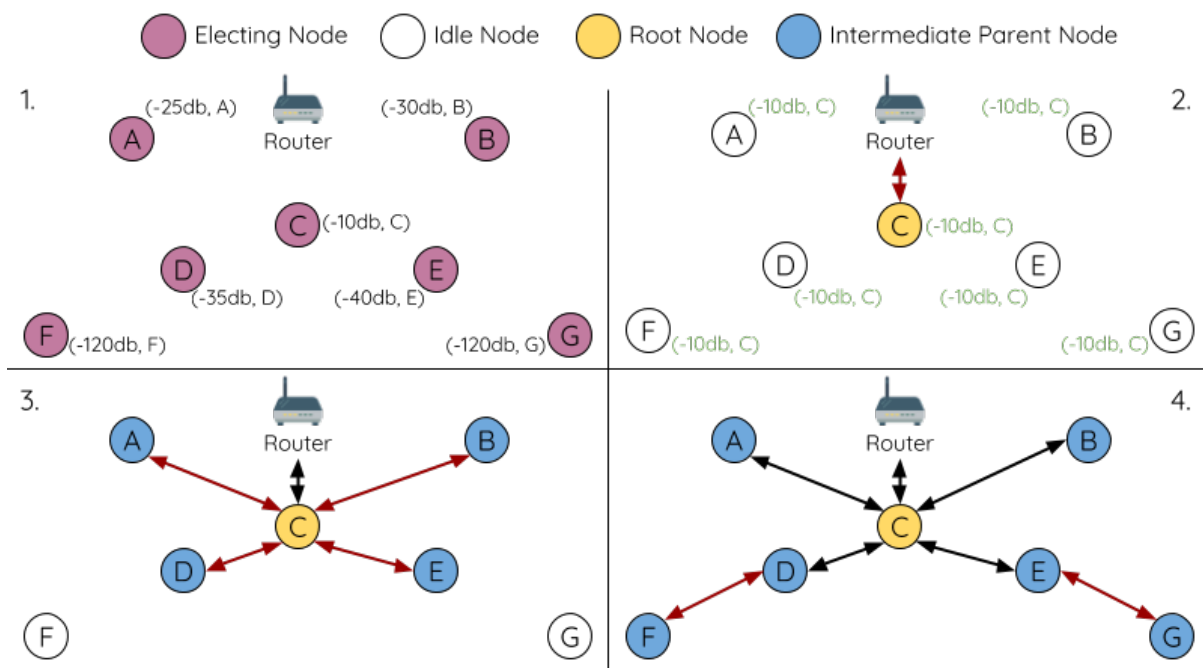 Electing Node
Idle Node
Root Node
Intermediate Parent Node
1.
(-25db, A)
(-30db, B)
A
Router
B
C
(-10db, C)
D
E
(-35db, D)
(-40db, E)
F
(-120db, F)
(-120db, G)
G
2.
(-10db, C)
(-10db, C)
A
Router
B
C
(-10db, C)
D
E
(-10db, C)
(-10db, C)
F
(-10db, C)
(-10db, C)
G
3.
A
Router
B
C
D
E
F
G
4.
A
Router
B
C
D
E
F
G